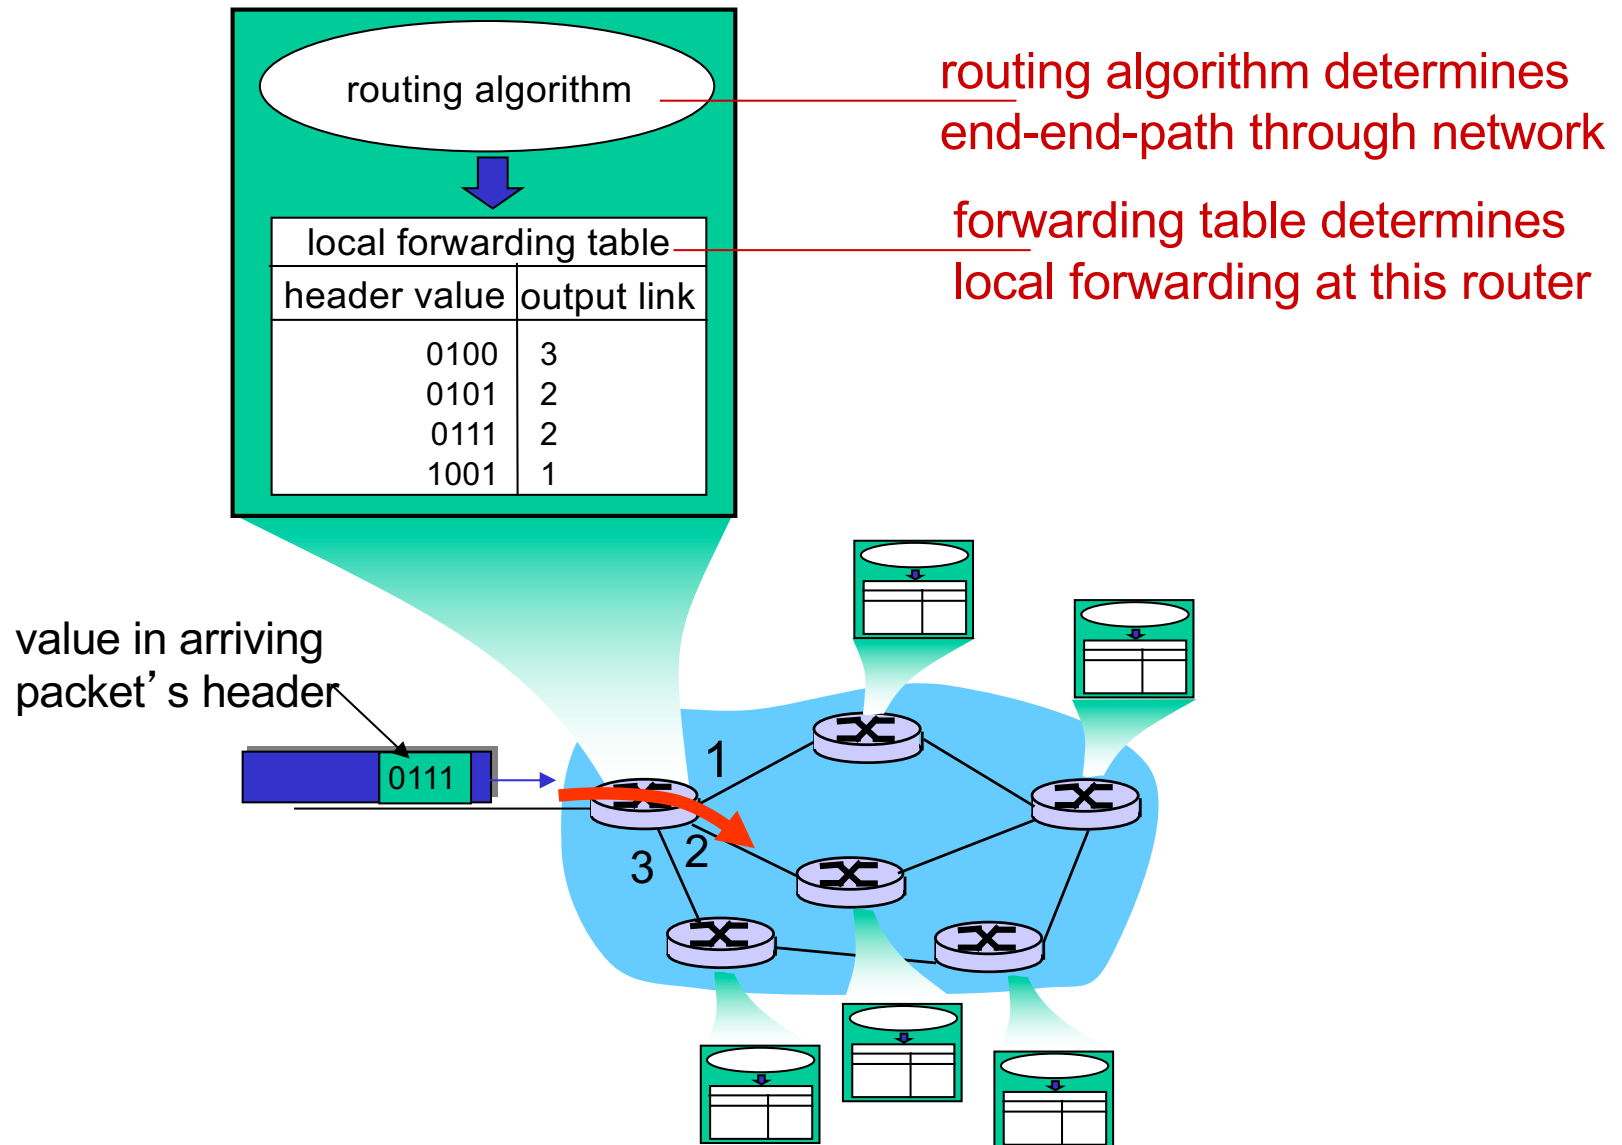 routing algorithm
routing algorithm determines
end-end-path through network
forwarding table determines
local forwarding at this router
local forwarding table
header value output link
0100 3
0101 2
0111 2
1001 1
value in arriving
packet’ s header
0111
1
2
3